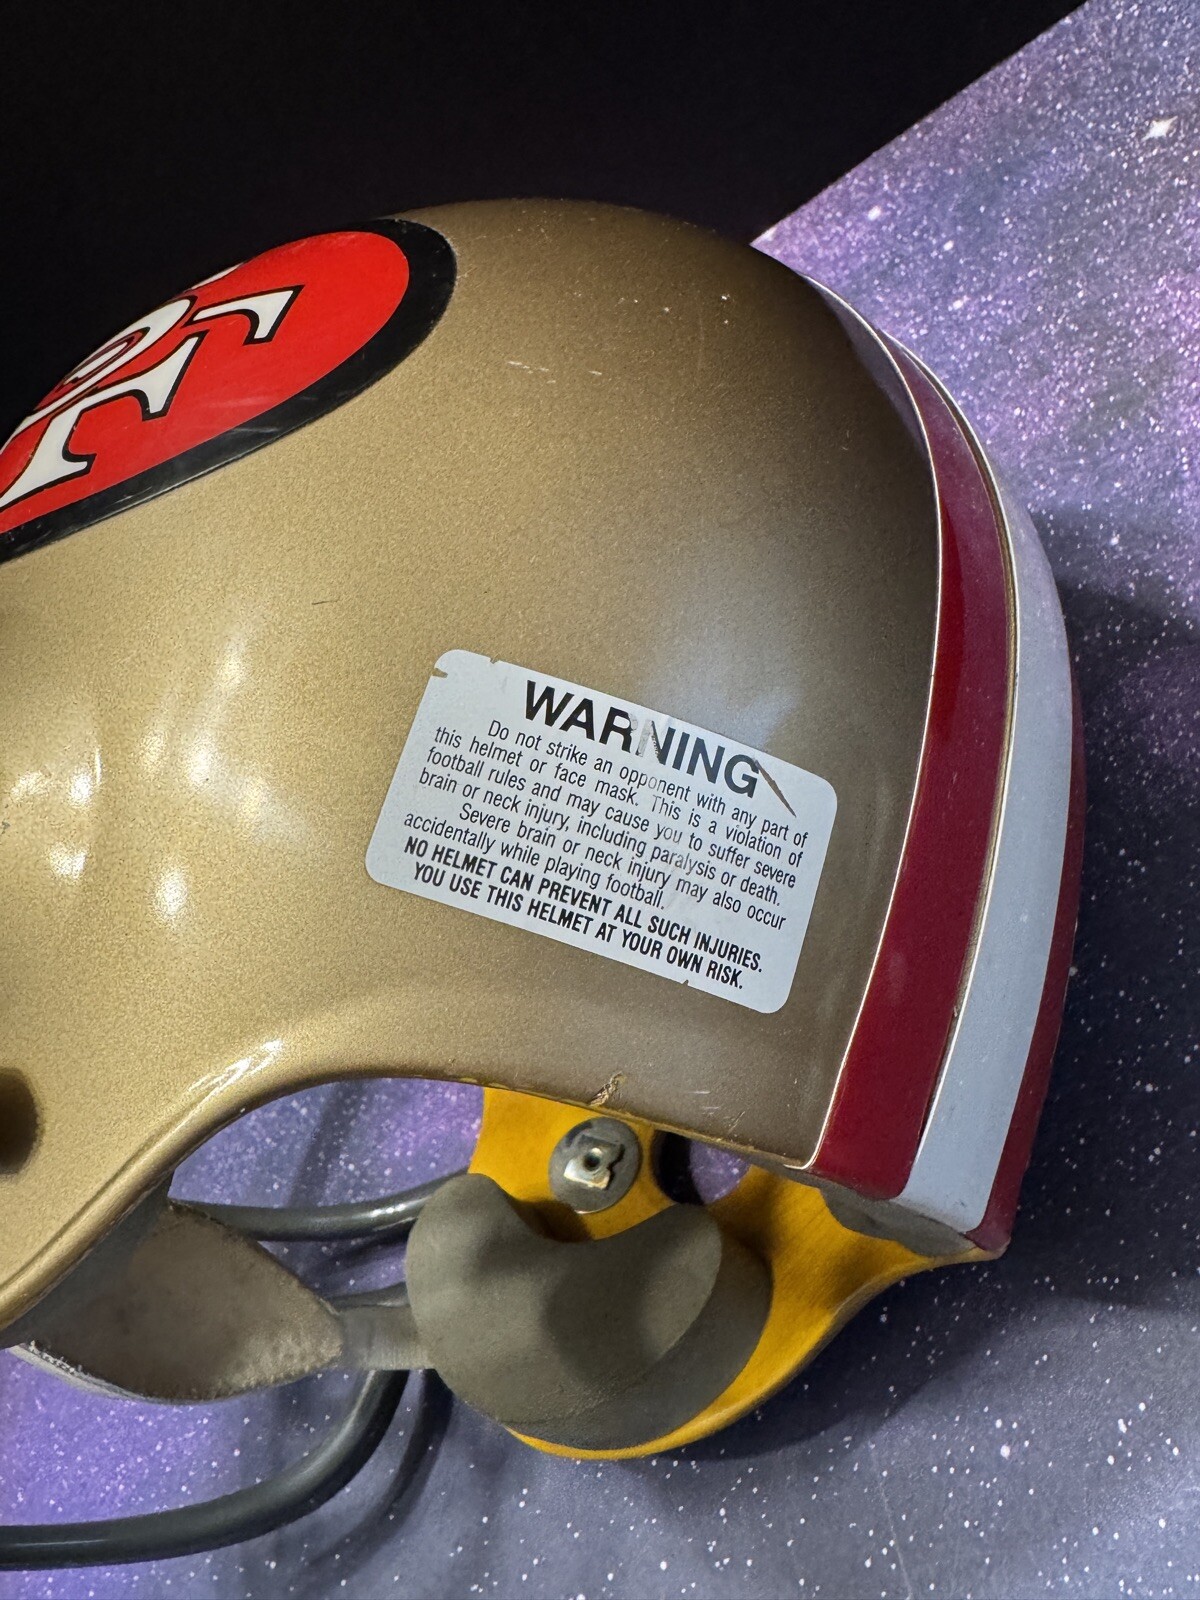 SF
WARNING
Do not strike an opponent with any part of
this helmet or face mask. This is a violation of
football rules and may cause you to suffer severe
brain or neck injury, including paralysis or death.
Severe brain or neck injury may also occur
accidentally while playing football.
NO HELMET CAN PREVENT ALL SUCH INJURIES.
YOU USE THIS HELMET AT YOUR OWN RISK.